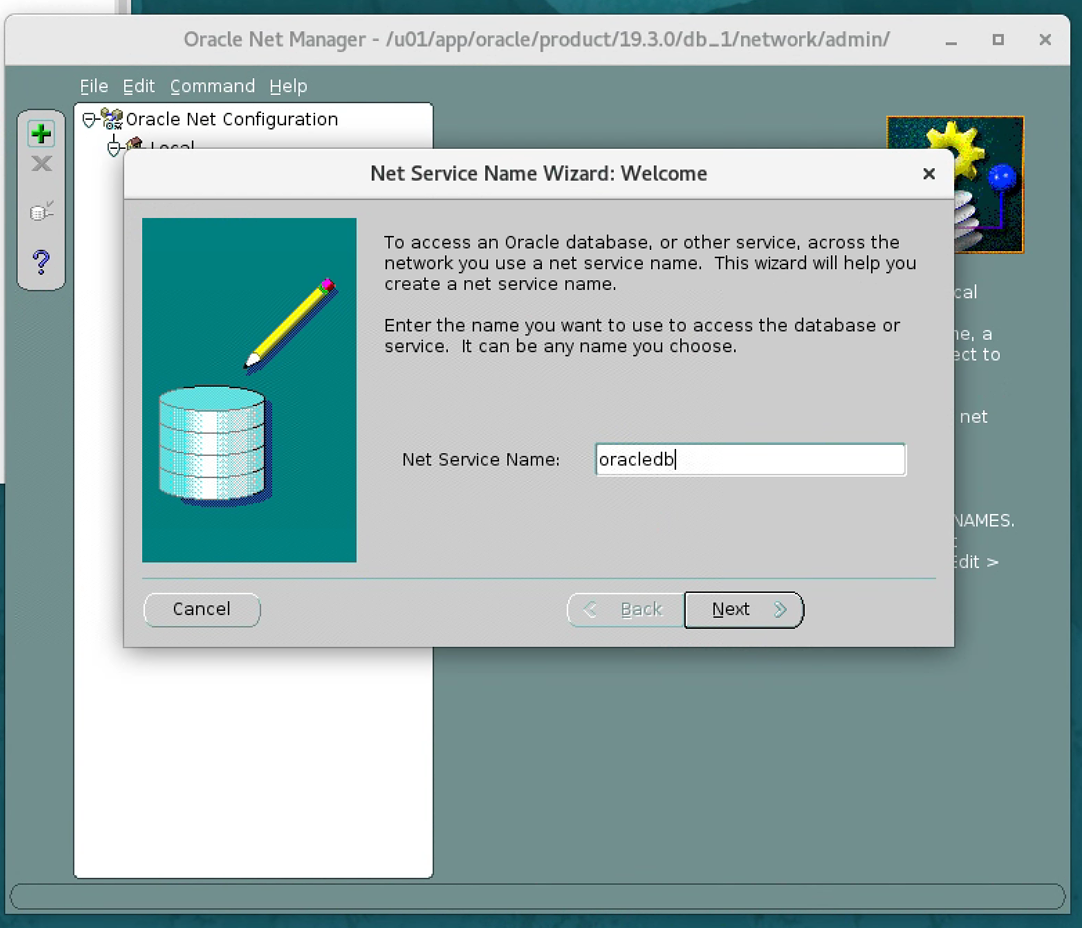 Oracle Net Manager - /u01/app/oracle/product/19.3.0/db_1/network/admin/
File Edit Command Help
Oracle Net Configuration
Local
Net Service Name Wizard: Welcome
To access an Oracle database, or other service, across the
network you use a net service name. This wizard will help you
create a net service name.
Enter the name you want to use to access the database or
service. It can be any name you choose.
Net Service Name: oracledb
Cancel Back Next
net
NAMES.
Edit >